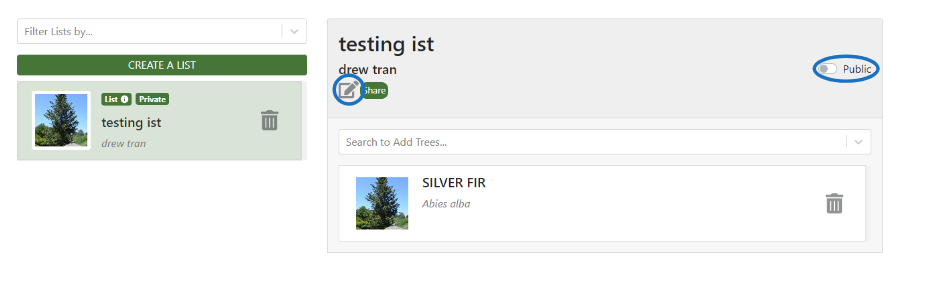 Filter Lists by...
CREATE A LIST
List Private
testing ist
drew tran
testing ist
drew tran
Share
Public
Search to Add Trees...
SILVER FIR
Abies alba